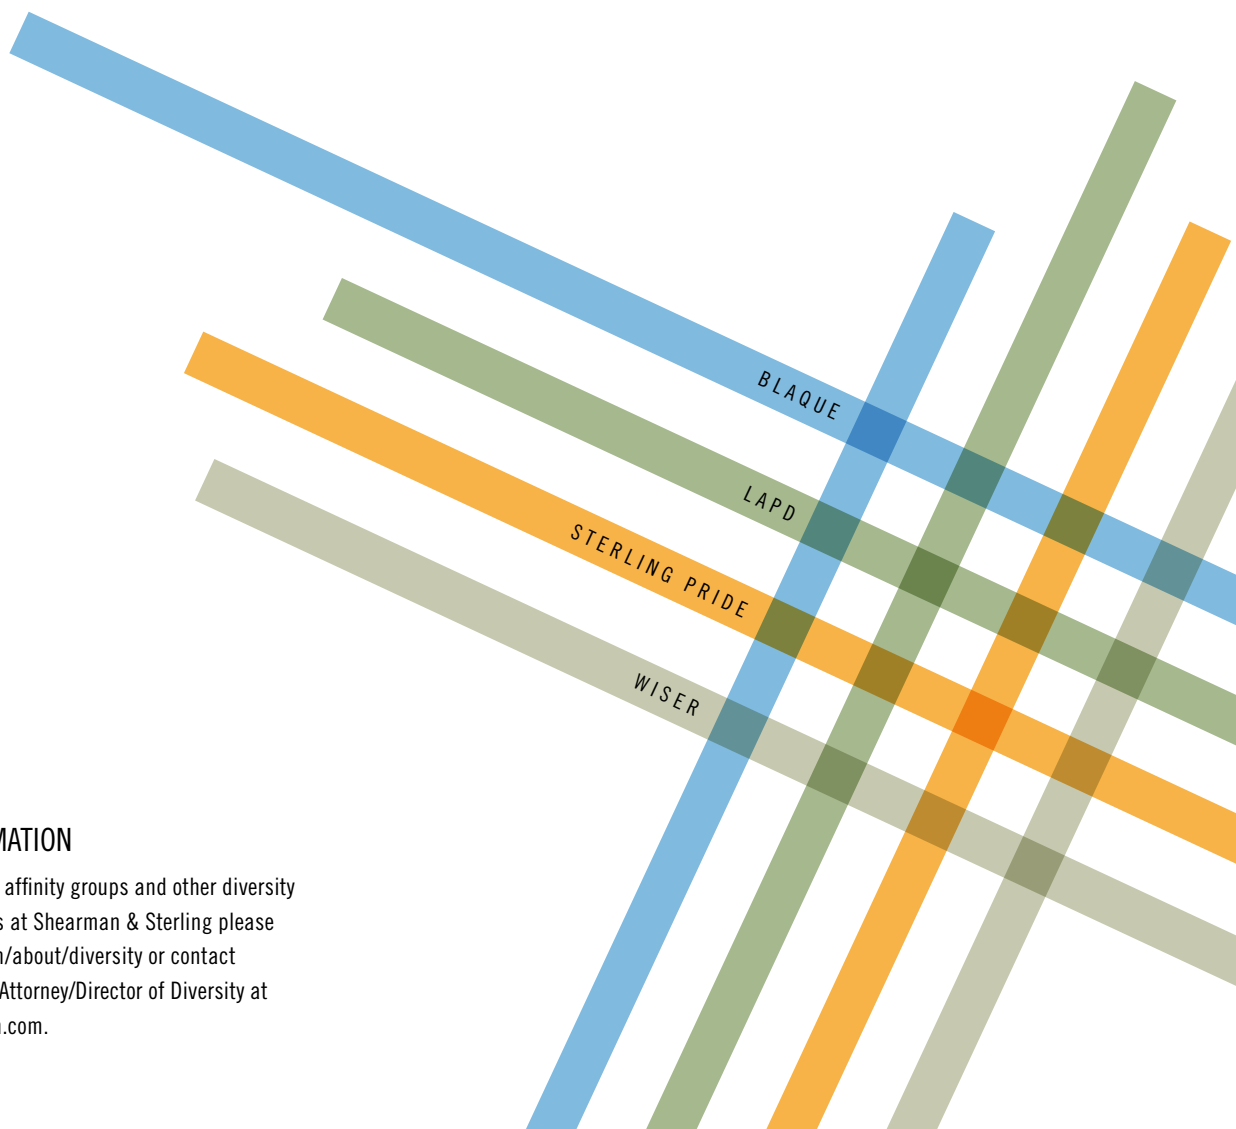 BLAQUE
LAPD
STERLING PRIDE
WISER
MATION
affinity groups and other diversity
s at Shearman & Sterling please
/about/diversity or contact
Attorney/Director of Diversity at
.com.